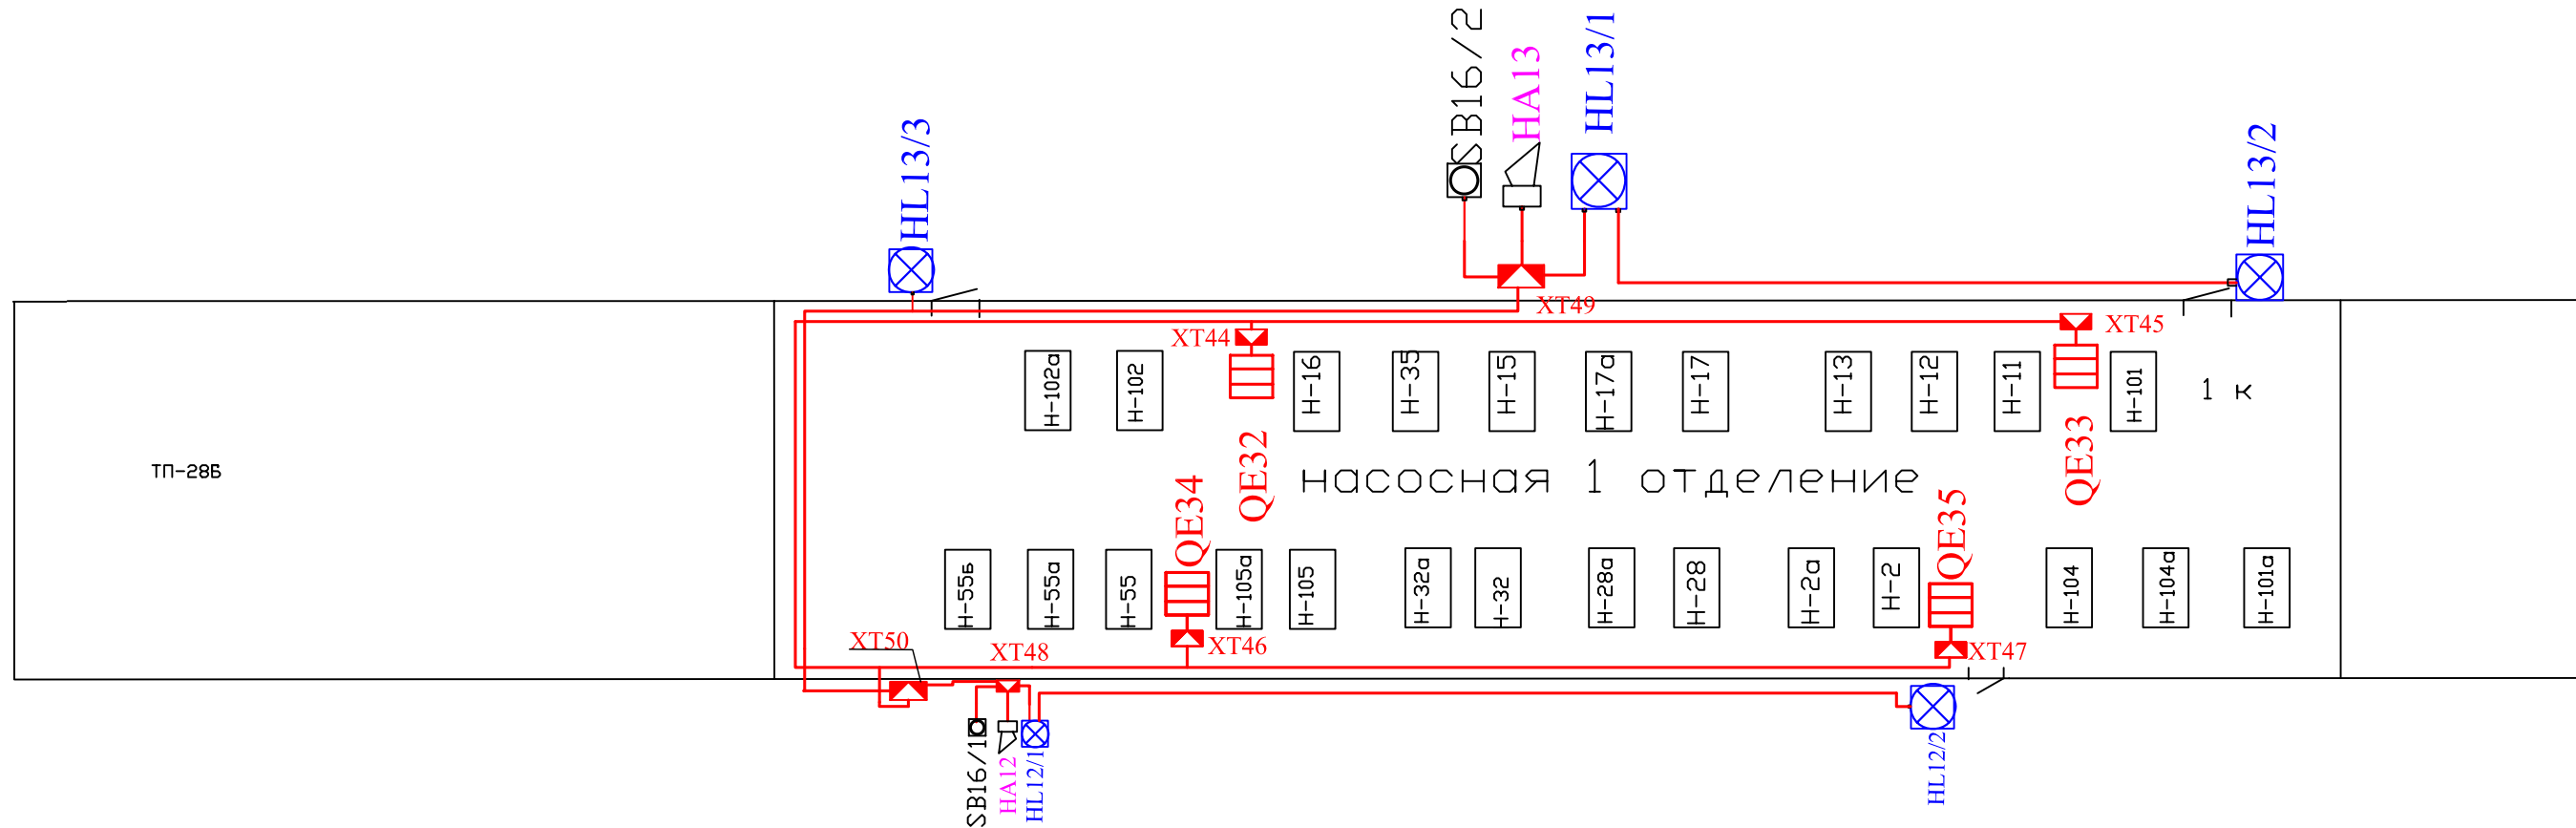 SB16/2
HA13
HL13/1
HL13/3
HL13/2
XT49
XT44
XT45
Н-102а
Н-102
Н-16
Н-35
Н-15
Н-17а
Н-17
Н-13
Н-12
Н-11
Н-101
1 к
QE32
QE33
ТП-28Б
насосная 1 отделение
QE34
QE35
Н-55б
Н-55а
Н-55
Н-105а
Н-105
Н-32а
Н-32
Н-28а
Н-28
Н-2а
Н-2
Н-104
Н-104а
Н-101а
XT50
XT48
XT46
XT47
SB16/1
HA12
HL12/1
HL12/2